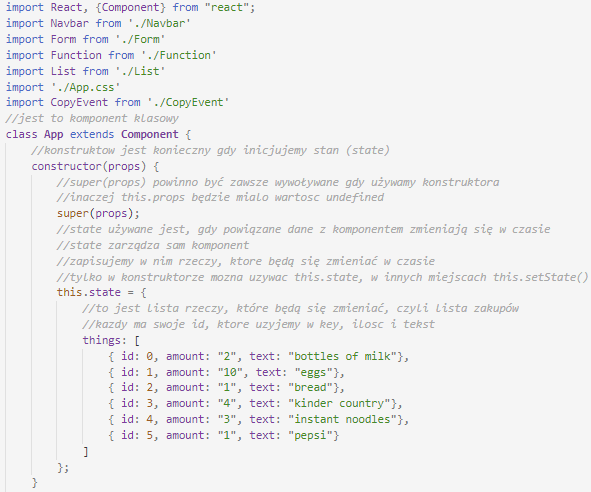 import React, {Component} from "react";
import Navbar from './Navbar'
import Form from './Form'
import Function from './Function'
import List from './List'
import './App.css'
import CopyEvent from './CopyEvent'
//jest to komponent klasowy
class App extends Component {
//konstruktow jest konieczny gdy inicjujemy stan (state)
constructor(props) {
//super(props) powinno być zawsze wywoływane gdy używamy konstruktora
//inaczej this.props będzie mialo wartosc undefined
super(props);
//state używane jest, gdy powiązane dane z komponentem zmieniają się w czasie
//state zarządza sam komponent
//zapisujemy w nim rzeczy, ktore będą się zmieniać w czasie
//tylko w konstruktorze mozna uzywac this.state, w innych miejscach this.setState()
this.state = {
//to jest lista rzeczy, które będą się zmieniać, czyli lista zakupów
//kazdy ma swoje id, ktore uzyjemy w key, ilosc i tekst
things: [
{ id: 0, amount: "2", text: "bottles of milk"},
{ id: 1, amount: "10", text: "eggs"},
{ id: 2, amount: "1", text: "bread"},
{ id: 3, amount: "4", text: "kinder country"},
{ id: 4, amount: "3", text: "instant noodles"},
{ id: 5, amount: "1", text: "pepsi"}
]
};
}